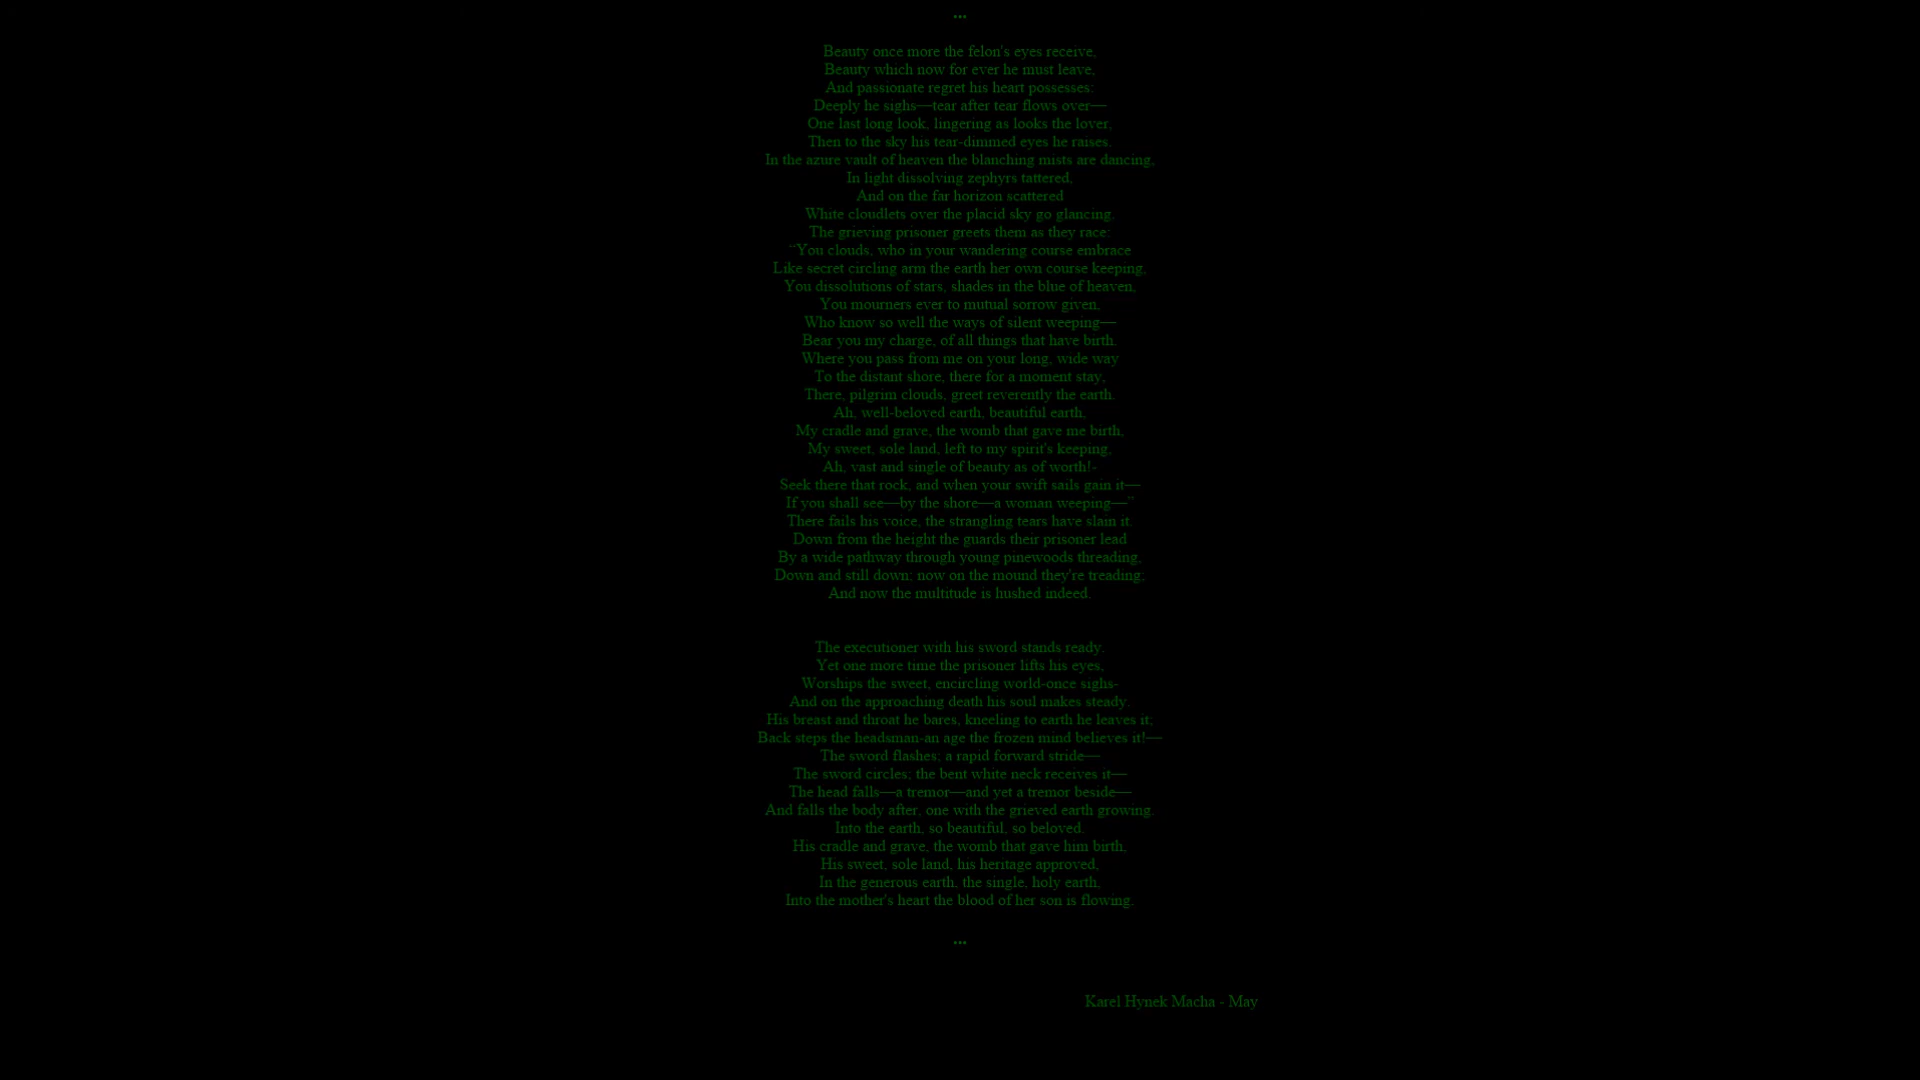 ...
Beauty once more the felon's eyes receive,
Beauty which now for ever he must leave,
And passionate regret his heart possesses:
Deeply he sighs—tear after tear flows over—
One last long look, lingering as looks the lover,
Then to the sky his tear-dimmed eyes he raises.
In the azure vault of heaven the blanching mists are dancing,
In light dissolving zephyrs tattered,
And on the far horizon scattered
White cloudlets over the placid sky go glancing.
The grieving prisoner greets them as they race:
“You clouds, who in your wandering course embrace
Like secret circling arm the earth her own course keeping,
You dissolutions of stars, shades in the blue of heaven,
You mourners ever to mutual sorrow given,
Who know so well the ways of silent weeping—
Bear you my charge, of all things that have birth.
Where you pass from me on your long, wide way
To the distant shore, there for a moment stay,
There, pilgrim clouds, greet reverently the earth.
Ah, well-beloved earth, beautiful earth,
My cradle and grave, the womb that gave me birth,
My sweet, sole land, left to my spirit's keeping,
Ah, vast and single of beauty as of worth!-
Seek there that rock, and when your swift sails gain it—
If you shall see—by the shore—a woman weeping—”
There fails his voice, the strangling tears have slain it.
Down from the height the guards their prisoner lead
By a wide pathway through young pinewoods threading,
Down and still down; now on the mound they're treading;
And now the multitude is hushed indeed.
The executioner with his sword stands ready.
Yet one more time the prisoner lifts his eyes,
Worships the sweet, encircling world-once sighs-
And on the approaching death his soul makes steady.
His breast and throat he bares, kneeling to earth he leaves it;
Back steps the headsman-an age the frozen mind believes it!—
The sword flashes; a rapid forward stride—
The sword circles; the bent white neck receives it—
The head falls—a tremor—and yet a tremor beside—
And falls the body after, one with the grieved earth growing.
Into the earth, so beautiful, so beloved,
His cradle and grave, the womb that gave him birth,
His sweet, sole land, his heritage approved,
In the generous earth, the single, holy earth,
Into the mother's heart the blood of her son is flowing.
...
Karel Hynek Macha - May